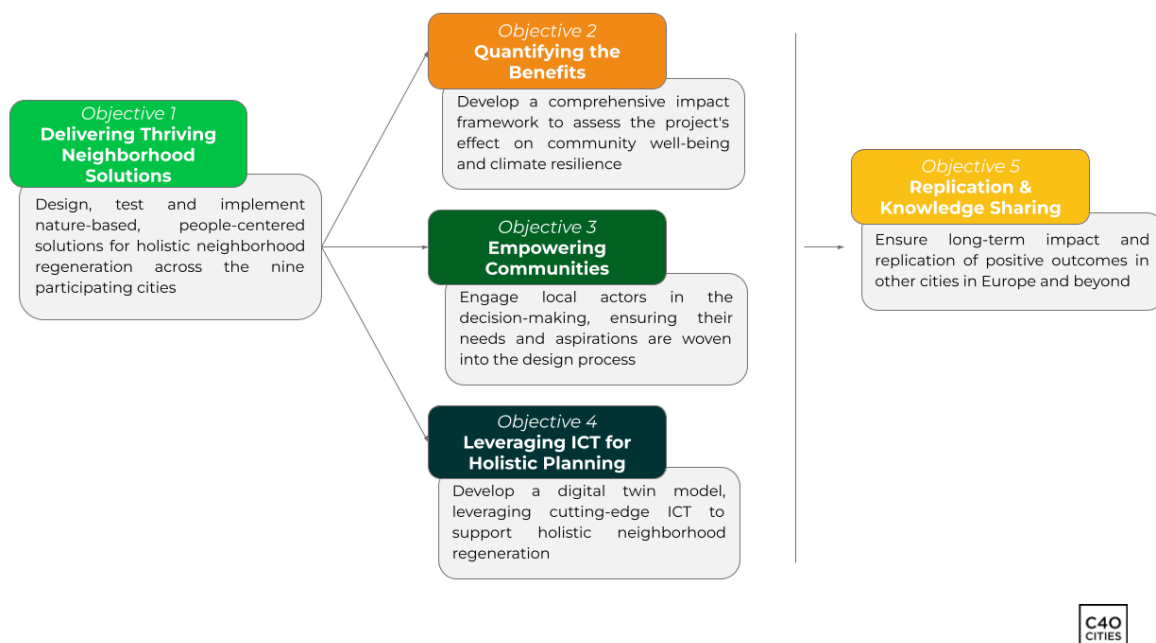 Objective 1
Delivering Thriving
Neighborhood
Solutions
Design, test and implement
nature-based, people-centered
solutions for holistic neighborhood
regeneration across the nine
participating cities
Objective 2
Quantifying the
Benefits
Develop a comprehensive impact
framework to assess the project's
effect on community well-being
and climate resilience
Objective 3
Empowering
Communities
Engage local actors in the
decision-making, ensuring their
needs and aspirations are woven
into the design process
Objective 4
Leveraging ICT for
Holistic Planning
Develop a digital twin model,
leveraging cutting-edge ICT to
support holistic neighborhood
regeneration
Objective 5
Replication &
Knowledge Sharing
Ensure long-term impact and
replication of positive outcomes in
other cities in Europe and beyond
C40
CITIES